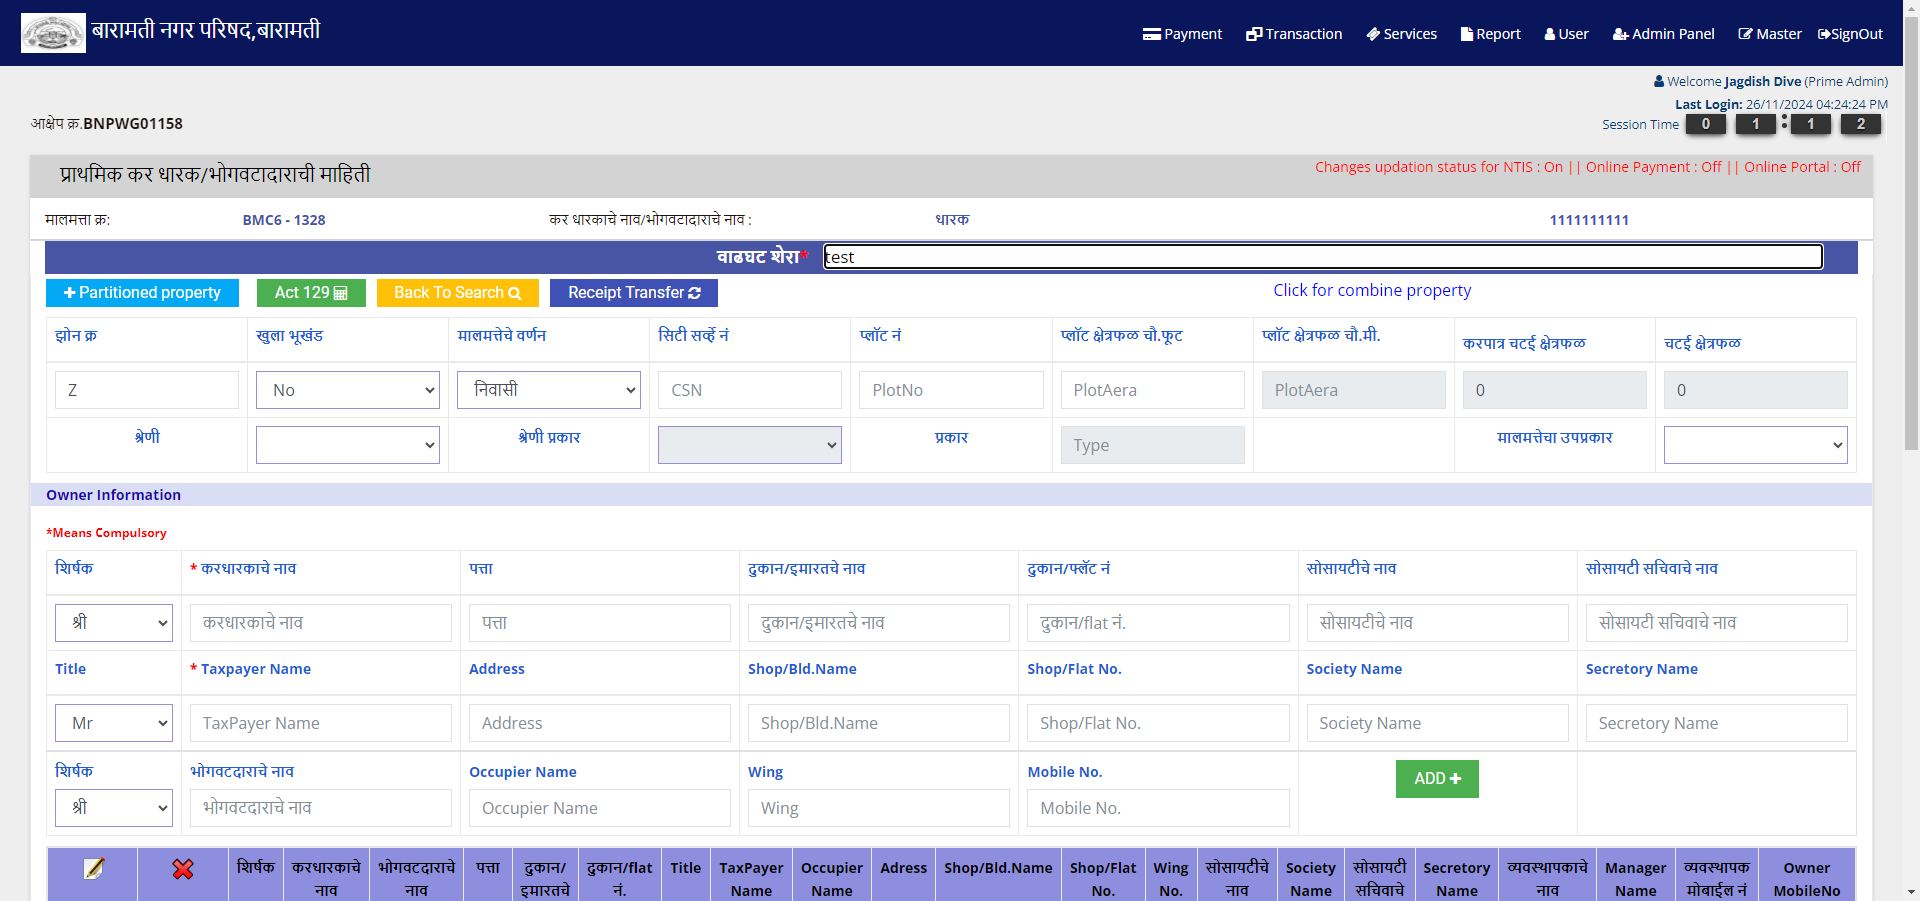 बारामती नगर परिषद,बारामती
Payment Transaction Services Report User Admin Panel Master SignOut
Welcome Jagdish Dive (Prime Admin)
Last Login: 26/11/2024 04:24:24 PM
आक्षेप क्र.BNPWG01158
Session Time 0 1 : 1 2
प्राथमिक कर धारक/भोगवटादाराची माहिती
Changes updation status for NTIS : On || Online Payment : Off || Online Portal : Off
मालमत्ता क्र: BMC6 - 1328 कर धारकाचे नाव/भोगवटादाराचे नाव : धारक 1111111111
वाढघट शेरा* test
Partitioned property Act 129 Back To Search Receipt Transfer Click for combine property
झोन क्र खुला भूखंड मालमत्तेचे वर्णन सिटी सर्व्हे नं प्लॉट नं प्लॉट क्षेत्रफळ चौ.फूट प्लॉट क्षेत्रफळ चौ.मी. करपात्र चटई क्षेत्रफळ चटई क्षेत्रफळ
Z No निवासी CSN PlotNo PlotAera PlotAera 0 0
श्रेणी श्रेणी प्रकार प्रकार Type मालमत्तेचा उपप्रकार
Owner Information
*Means Compulsory
शिर्षक * करधारकाचे नाव पत्ता दुकान/इमारतचे नाव दुकान/फ्लॅट नं सोसायटीचे नाव सोसायटी सचिवाचे नाव
श्री करधारकाचे नाव पत्ता दुकान/इमारतचे नाव दुकान/flat नं. सोसायटीचे नाव सोसायटी सचिवाचे नाव
Title * Taxpayer Name Address Shop/Bld.Name Shop/Flat No. Society Name Secretory Name
Mr TaxPayer Name Address Shop/Bld.Name Shop/Flat No. Society Name Secretory Name
शिर्षक भोगवटदाराचे नाव Occupier Name Wing Mobile No.
ADD
श्री भोगवटदाराचे नाव Occupier Name Wing Mobile No.
शिर्षक करधारकाचे भोगवटदाराचे पत्ता दुकान/ दुकान/flat Title TaxPayer Occupier Adress Shop/Bld.Name Shop/Flat Wing सोसायटीचे Society सोसायटी Secretory व्यवस्थापकाचे Manager व्यवस्थापक Owner
नाव नाव इमारतचे नं. Name Name No. No. नाव Name सचिवाचे Name नाव Name मोबाईल नं MobileNo